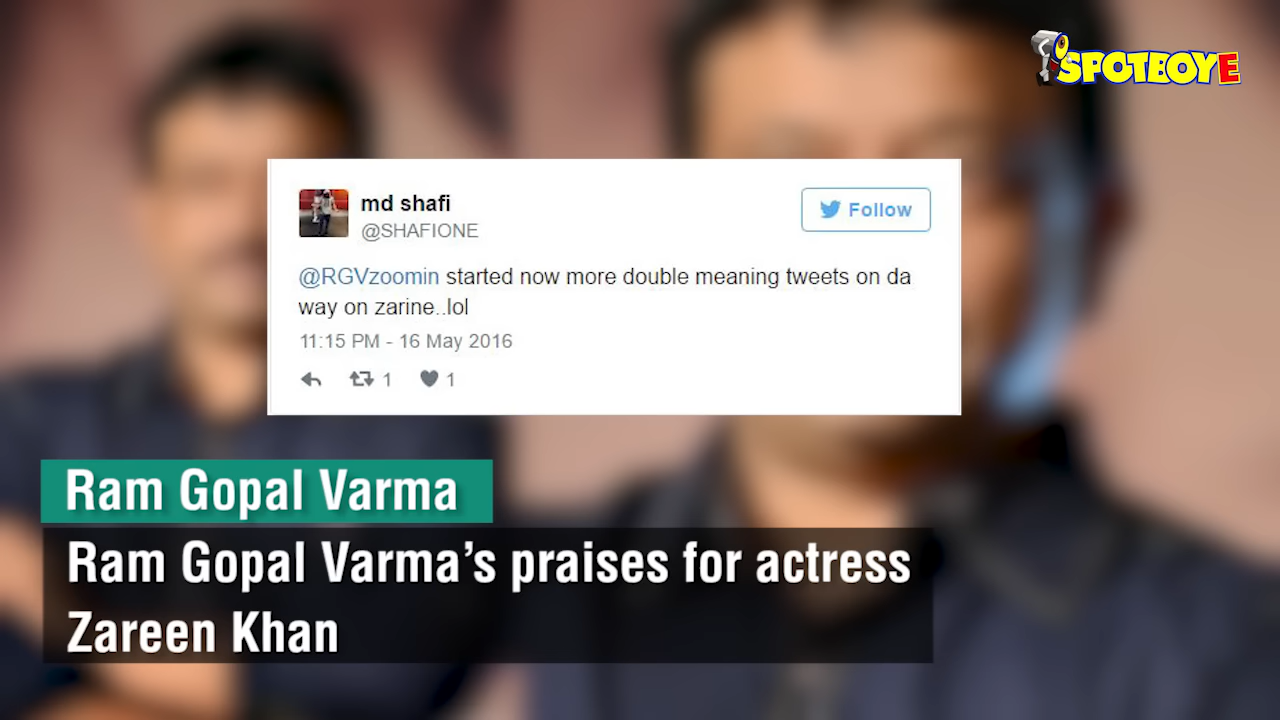 SPOTBOYE
md shafi
@SHAFIONE
Follow
@RGVzoomin started now more double meaning tweets on da
way on zarine..lol
11:15 PM - 16 May 2016
1 1
Ram Gopal Varma
Ram Gopal Varma’s praises for actress
Zareen Khan